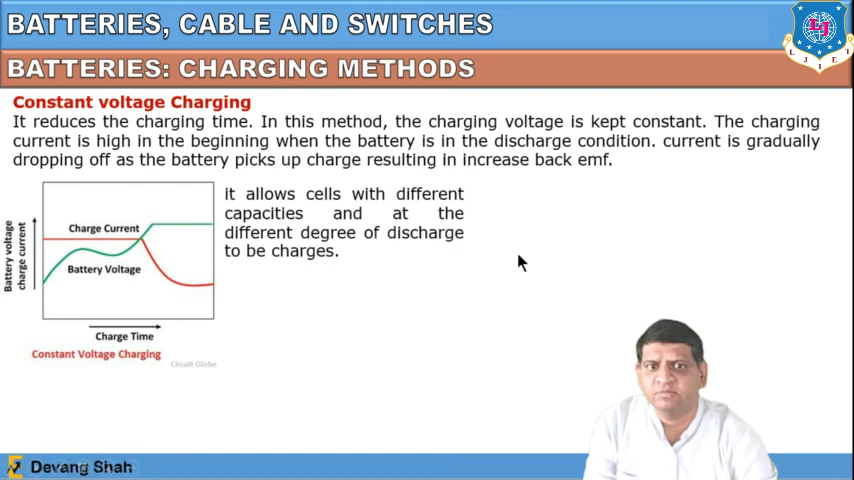 BATTERIES, CABLE AND SWITCHES
LJ
L J I E T
BATTERIES: CHARGING METHODS
Constant voltage Charging
It reduces the charging time. In this method, the charging voltage is kept constant. The charging
current is high in the beginning when the battery is in the discharge condition. current is gradually
dropping off as the battery picks up charge resulting in increase back emf.
it allows cells with different
capacities and at the
different degree of discharge
to be charges.
Battery voltage
charge current
Charge Current
Battery Voltage
Charge Time
Constant Voltage Charging
Circuit Globe
Devang Shah